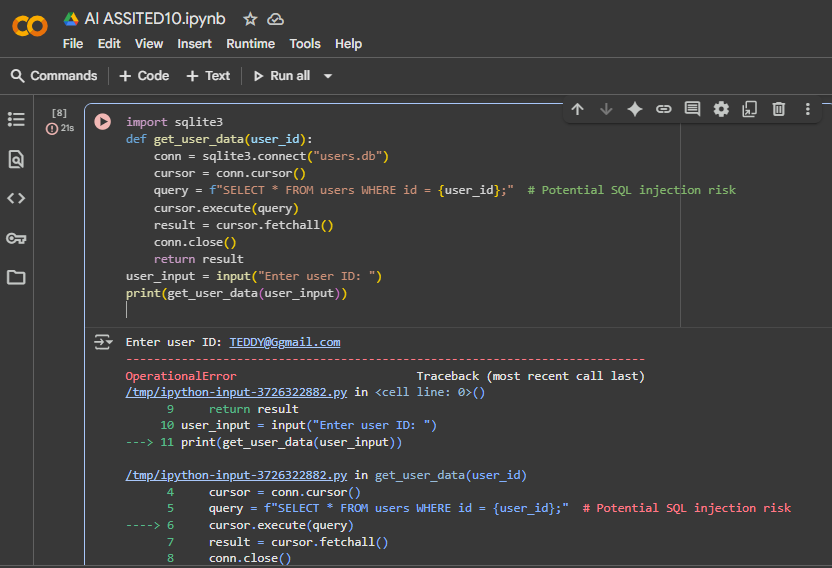 AI ASSITED10.ipynb
File Edit View Insert Runtime Tools Help
Commands + Code + Text Run all
[8]
21s
import sqlite3
def get_user_data(user_id):
    conn = sqlite3.connect("users.db")
    cursor = conn.cursor()
    query = f"SELECT * FROM users WHERE id = {user_id};"  # Potential SQL injection risk
    cursor.execute(query)
    result = cursor.fetchall()
    conn.close()
    return result
user_input = input("Enter user ID: ")
print(get_user_data(user_input))
Enter user ID: TEDDY@Ggmail.com
---------------------------------------------------------------------------
OperationalError                          Traceback (most recent call last)
/tmp/ipython-input-3726322882.py in <cell line: 0>()
      9     return result
     10 user_input = input("Enter user ID: ")
---> 11 print(get_user_data(user_input))
/tmp/ipython-input-3726322882.py in get_user_data(user_id)
      4     cursor = conn.cursor()
      5     query = f"SELECT * FROM users WHERE id = {user_id};"  # Potential SQL injection risk
----> 6     cursor.execute(query)
      7     result = cursor.fetchall()
      8     conn.close()